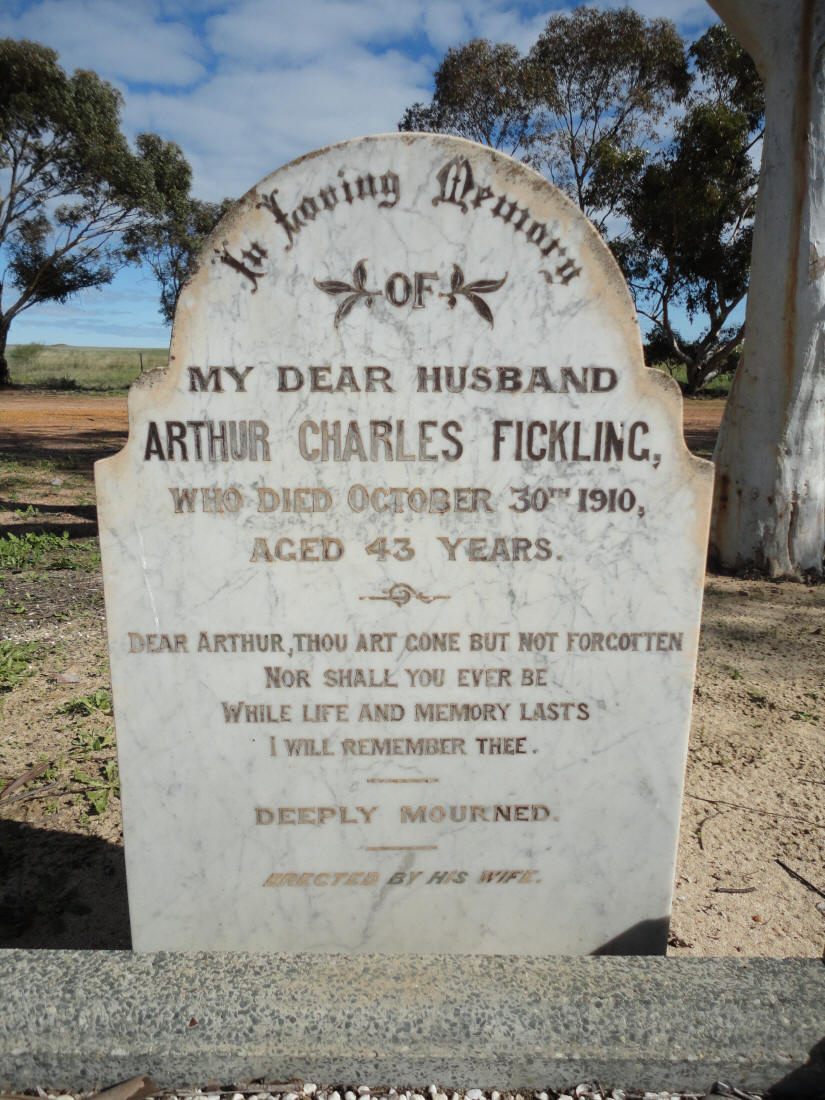 In Loving Memory
OF
MY DEAR HUSBAND
ARTHUR CHARLES FICKLING,
WHO DIED OCTOBER 30TH 1910,
AGED 43 YEARS.
DEAR ARTHUR, THOU ART GONE BUT NOT FORGOTTEN
NOR SHALL YOU EVER BE
WHILE LIFE AND MEMORY LASTS
I WILL REMEMBER THEE.
DEEPLY MOURNED.
ERECTED BY HIS WIFE.